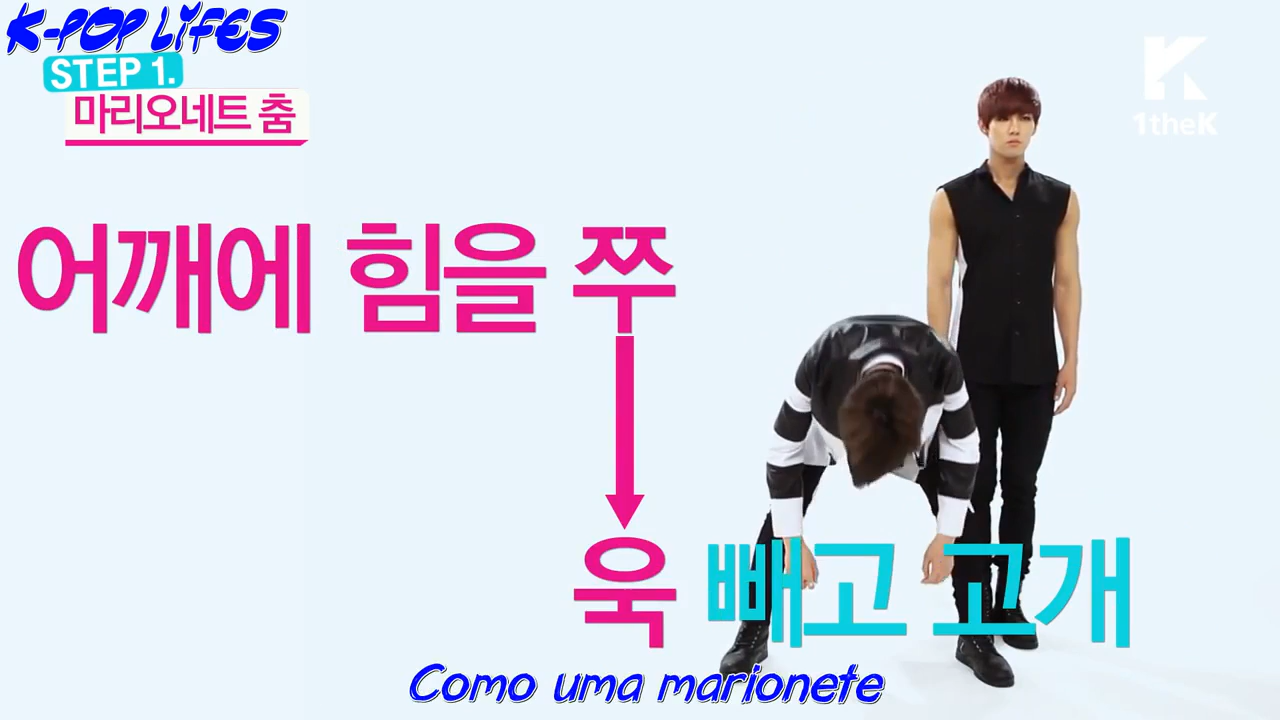 K-POP LIFES
STEP 1.
마리오네트 춤
1theK
어깨에 힘을 쭈
욱 빼고 고개
Como uma marionete